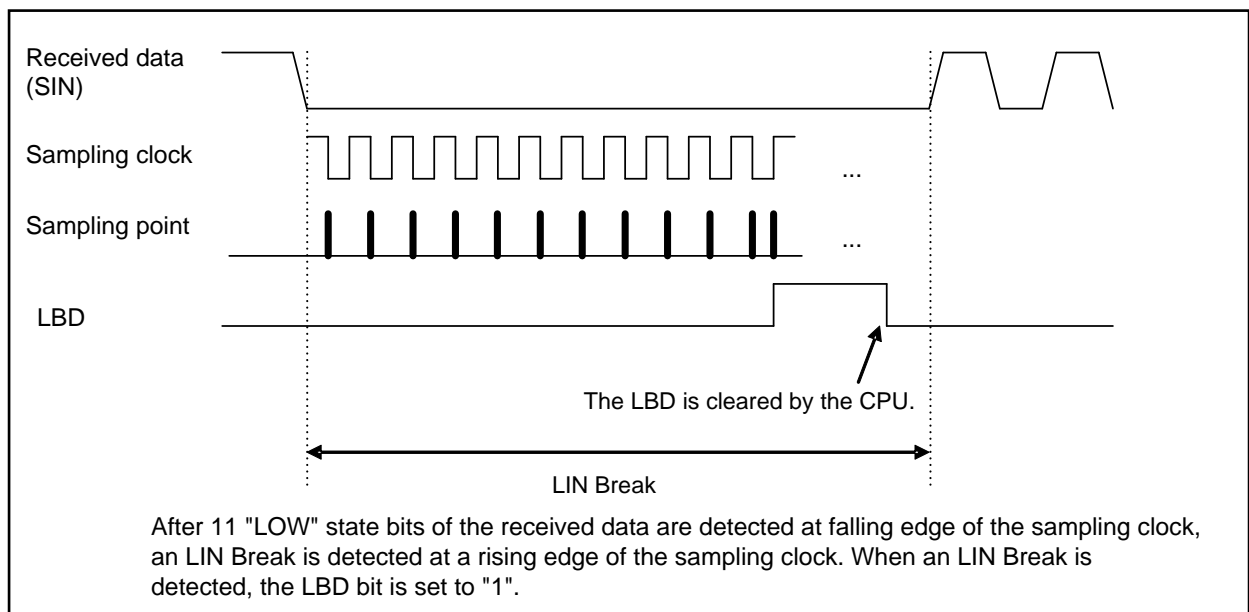 Received data
(SIN)
Sampling clock
...
Sampling point
...
LBD
The LBD is cleared by the CPU.
LIN Break
After 11 "LOW" state bits of the received data are detected at falling edge of the sampling clock,
an LIN Break is detected at a rising edge of the sampling clock. When an LIN Break is
detected, the LBD bit is set to "1".